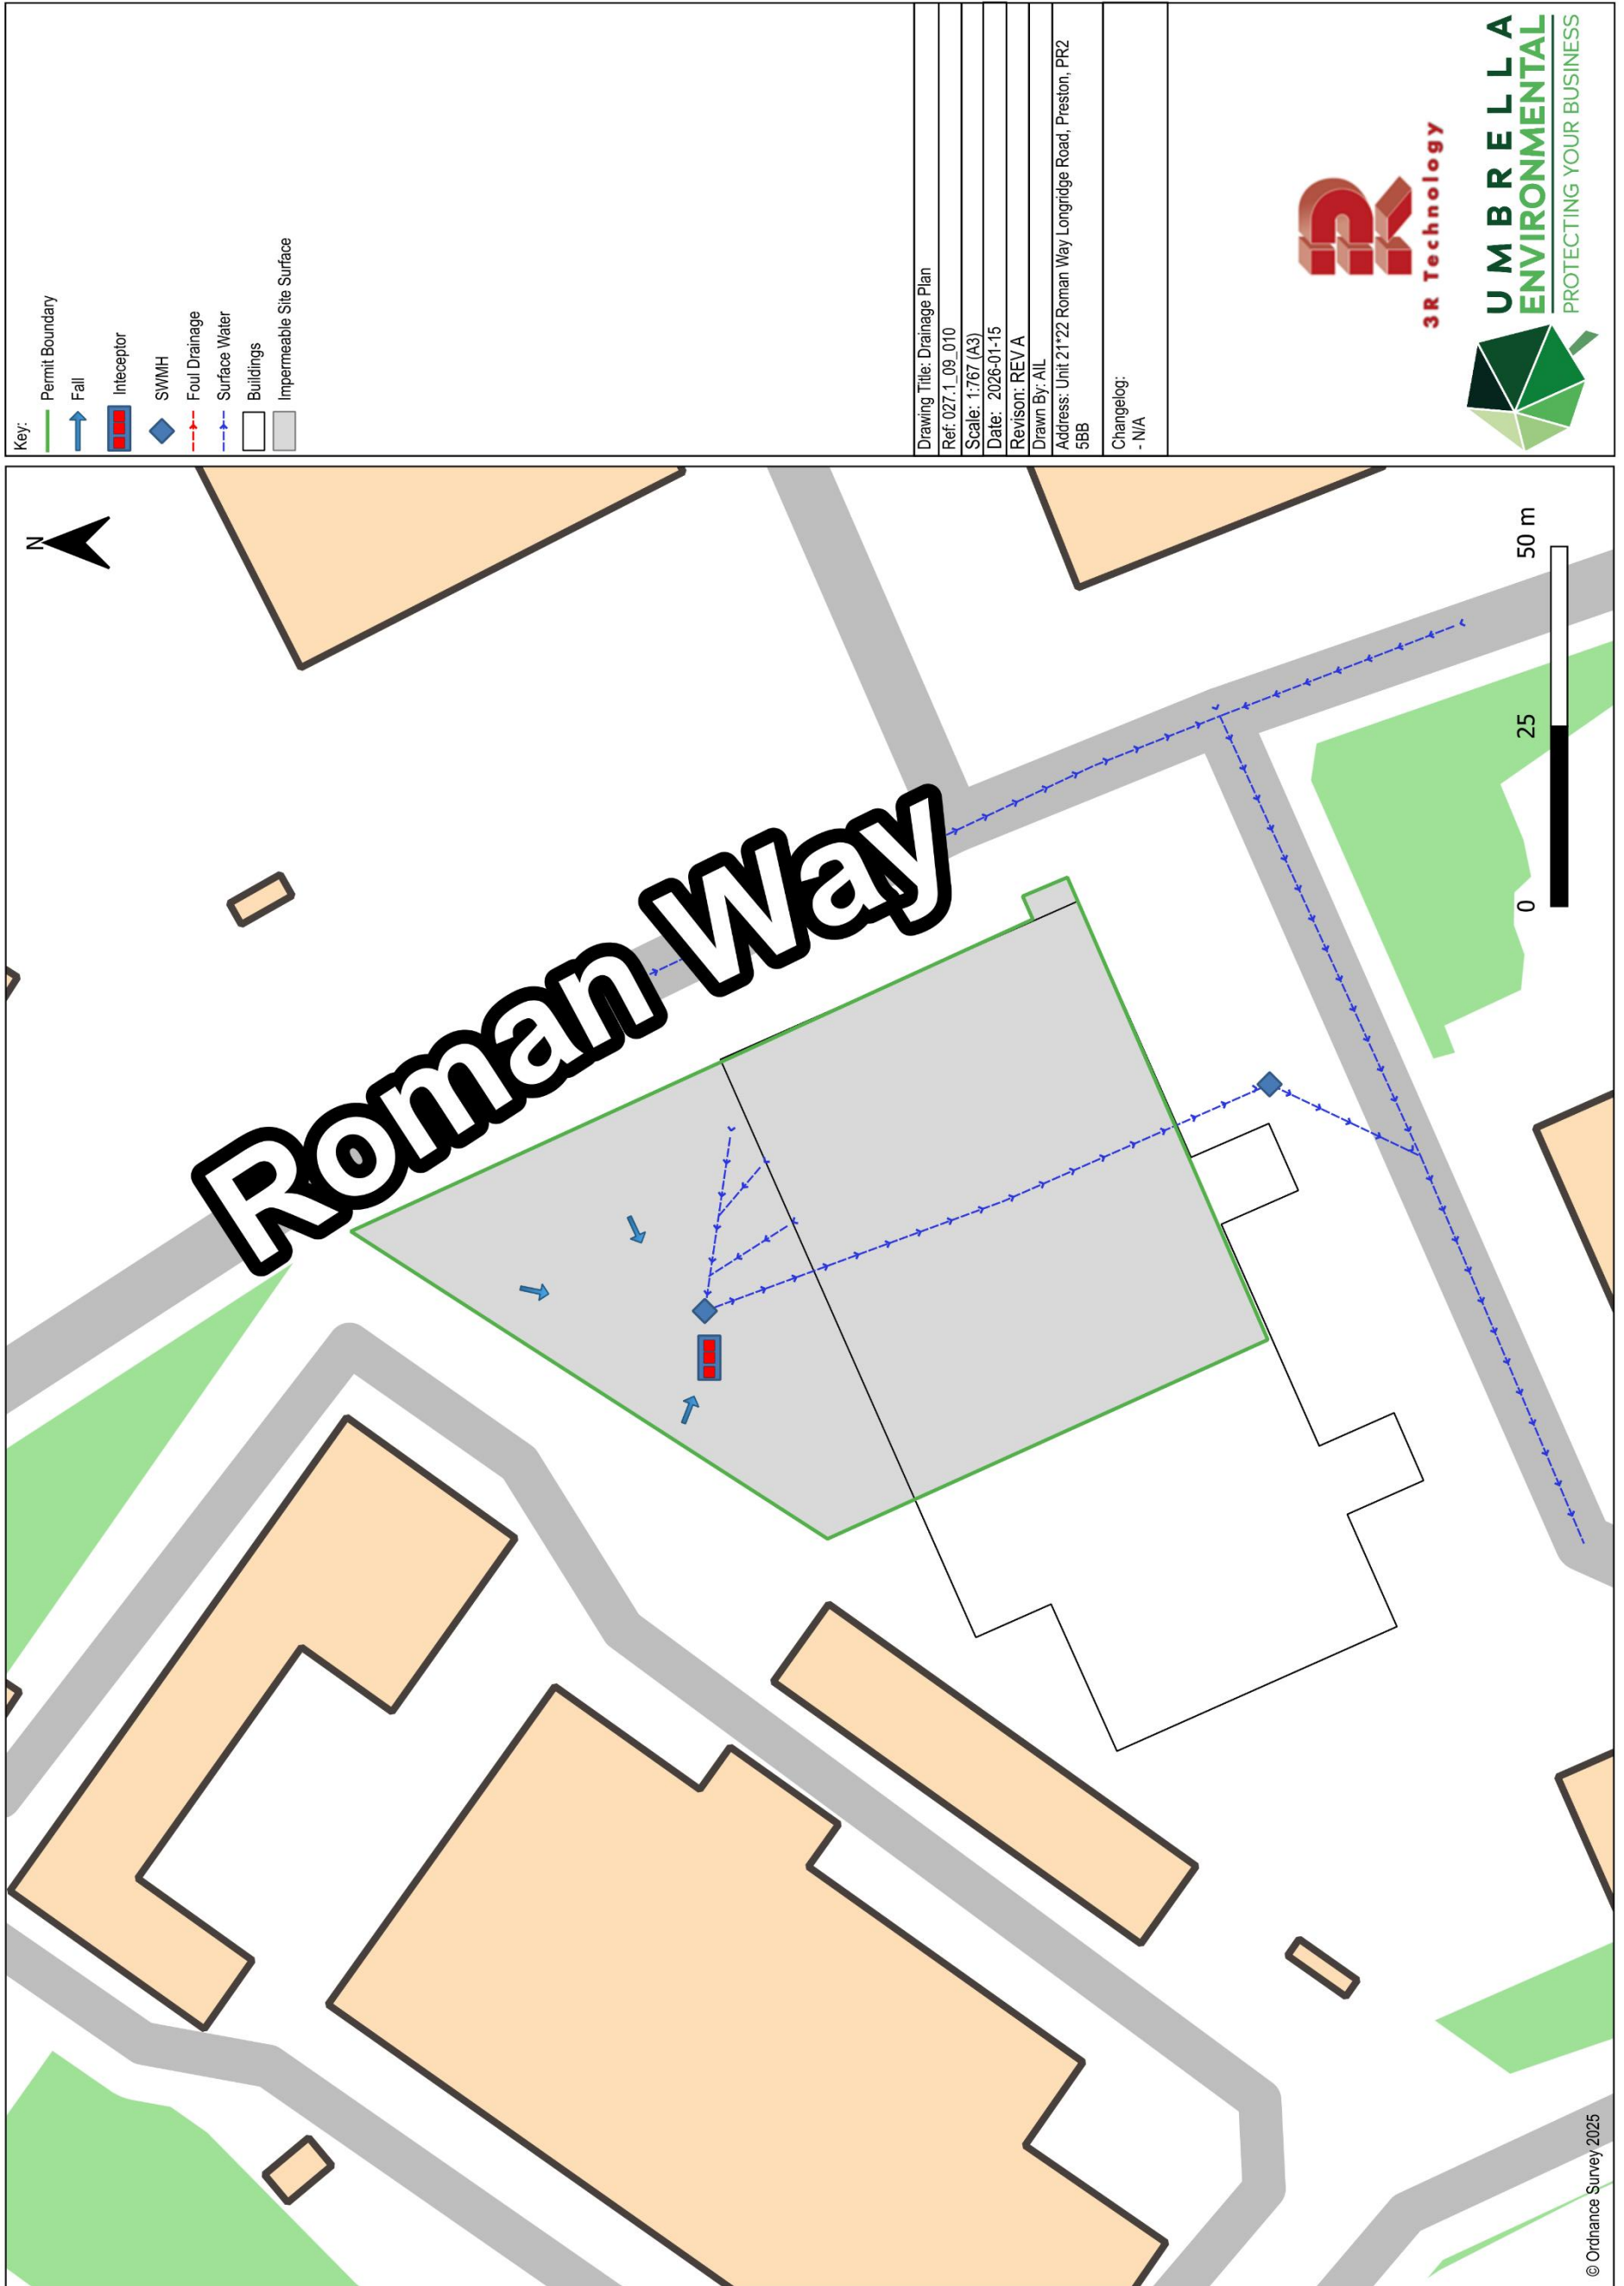 N
Roman Way
0
25
50 m
© Ordnance Survey 2025
Key:
Permit Boundary
Fall
Inteceptor
SWMH
Foul Drainage
Surface Water
Buildings
Impermeable Site Surface
Drawing Title: Drainage Plan
Ref: 027.1_09_010
Scale: 1:767 (A3)
Date: 2026-01-15
Revison: REV A
Drawn By: AIL
Address: Unit 21*22 Roman Way Longridge Road, Preston, PR2
5BB
Changelog:
- N/A
3R
3R Technology
UMBRELLA
ENVIRONMENTAL
PROTECTING YOUR BUSINESS